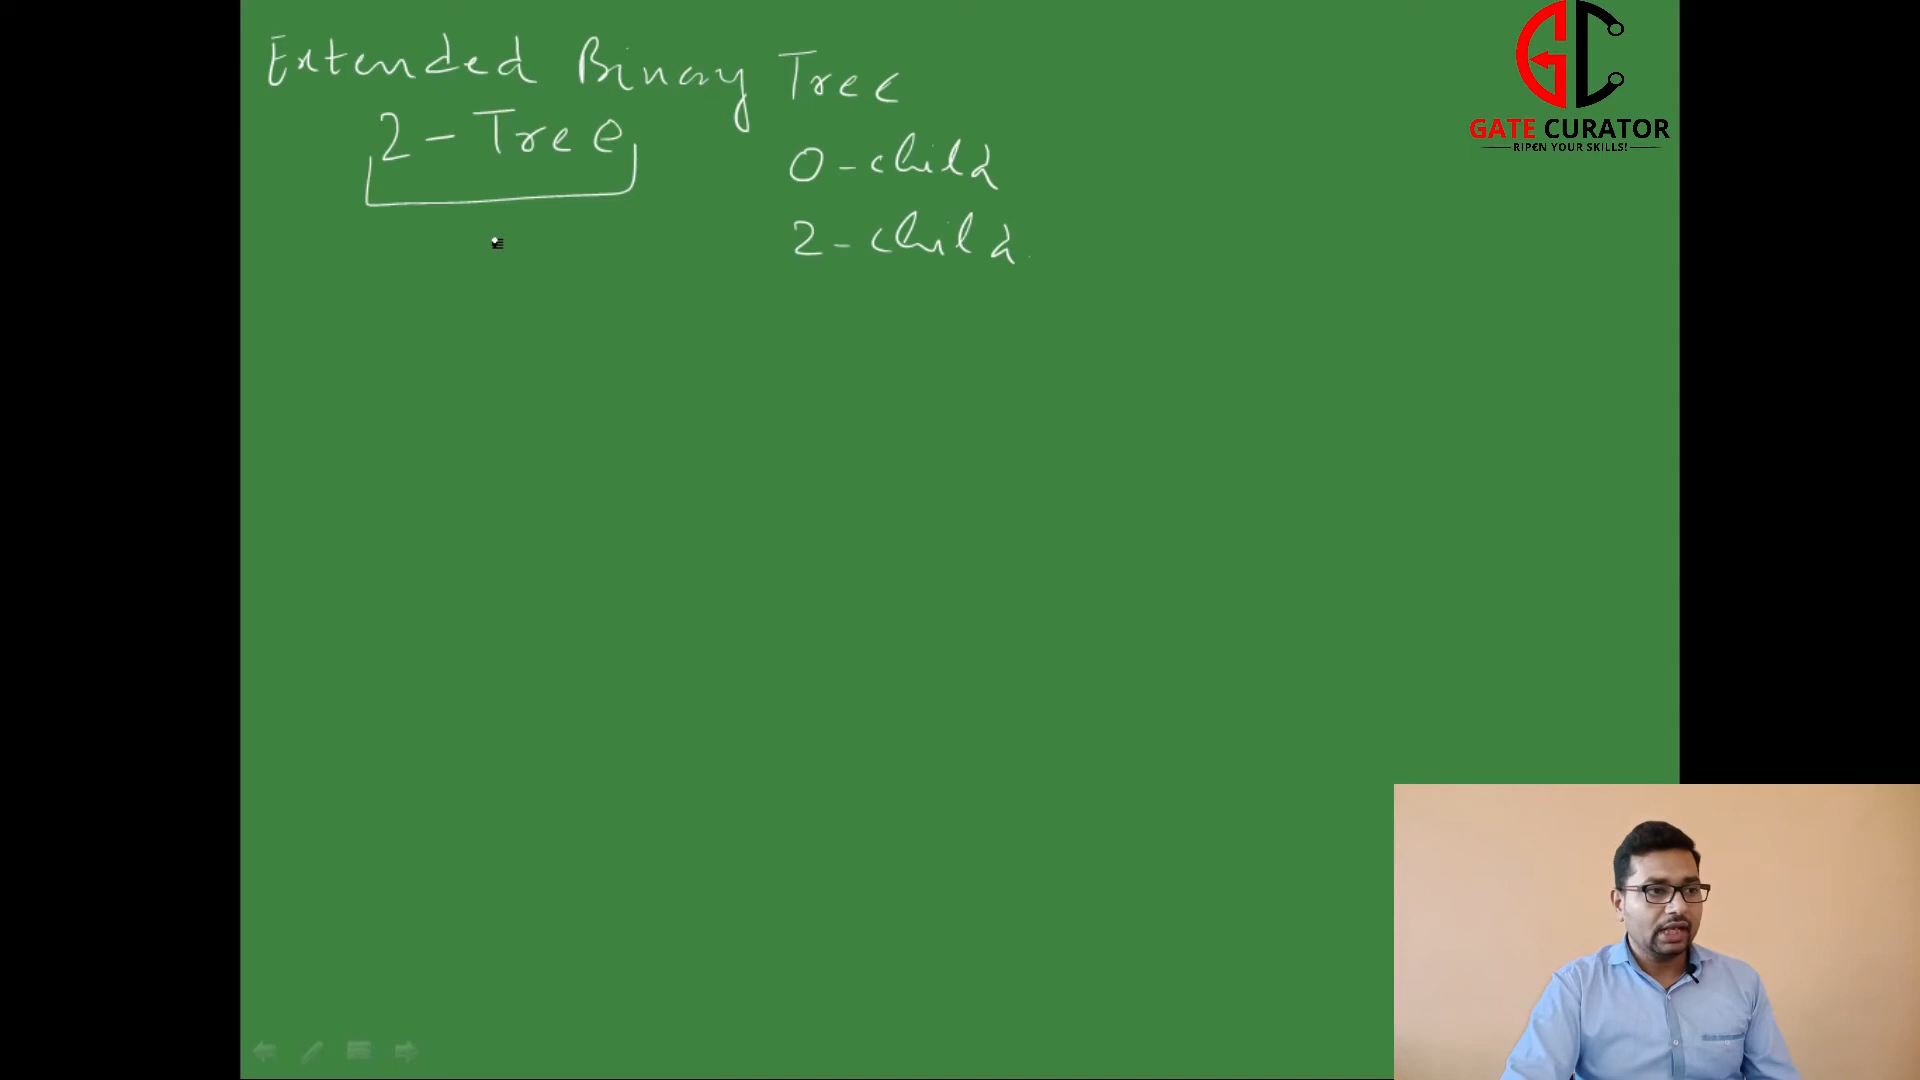 Extended Binary Tree
2-Tree
0-child
2-child
GATE CURATOR
RIPEN YOUR SKILLS!